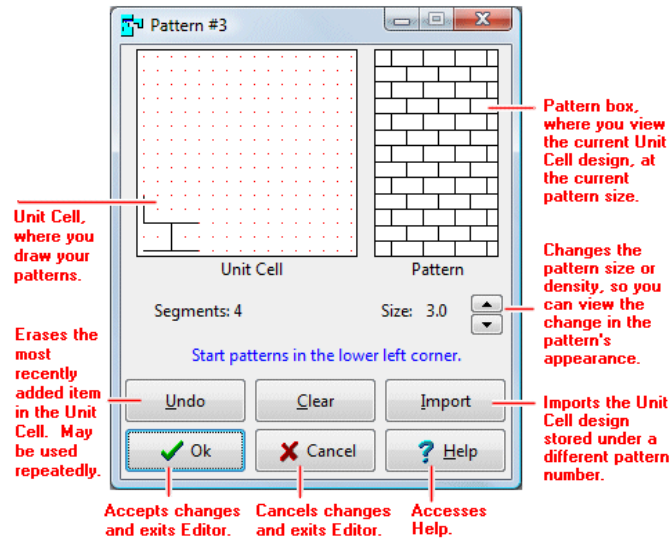 Pattern #3
Pattern box,
where you view
the current Unit
Cell design, at
the current
pattern size.
Unit Cell,
where you
draw your
patterns.
Unit Cell
Pattern
Changes the
pattern size or
density, so you
can view the
change in the
pattern's
appearance.
Segments: 4
Size: 3.0
Start patterns in the lower left corner.
Erases the
most
recently
added item
in the Unit
Cell. May
be used
repeatedly.
Undo
Clear
Import
Imports the Unit
Cell design
stored under a
different pattern
number.
Ok
Cancel
Help
Accepts changes
and exits Editor.
Cancels changes
and exits Editor.
Accesses
Help.